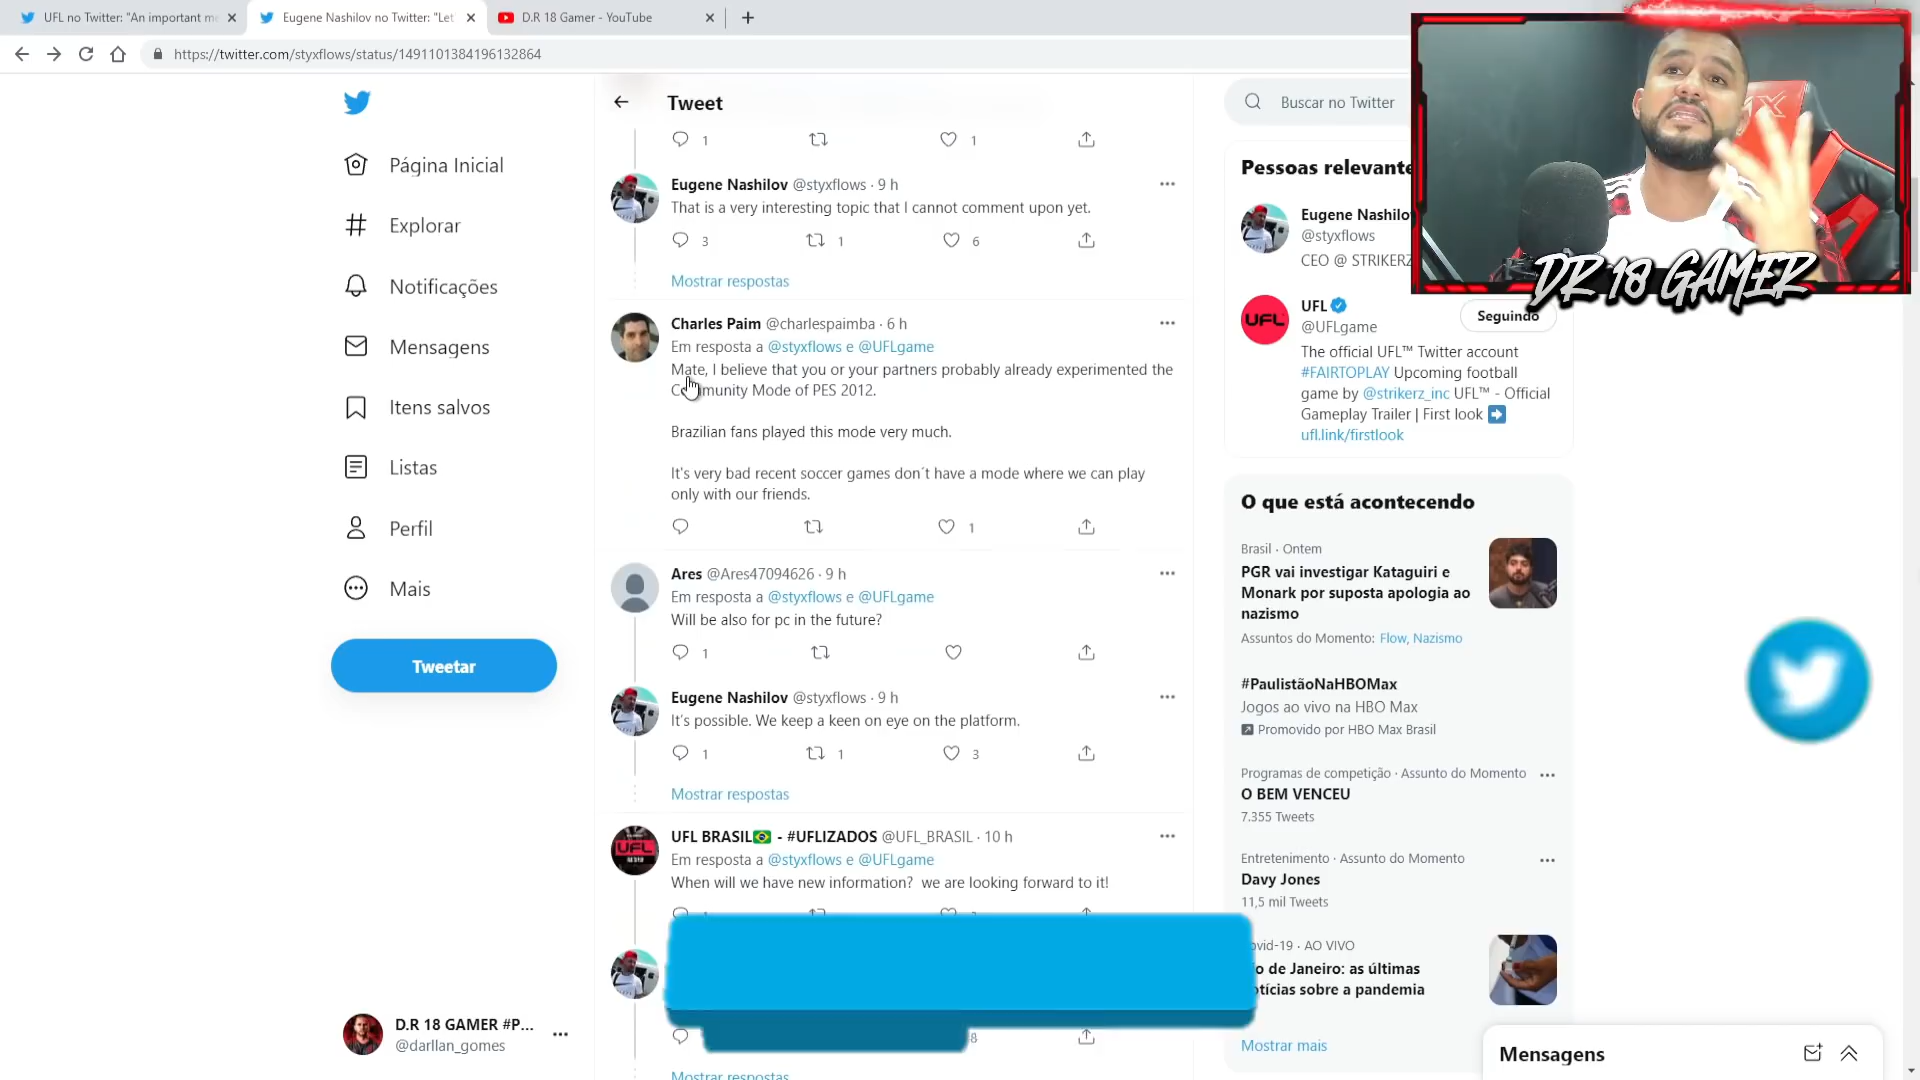 UFL no Twitter: "An important me
Eugene Nashilov no Twitter: "Let
D.R 18 Gamer - YouTube
https://twitter.com/styxflows/status/1491101384196132864
Tweet
Buscar no Twitter
Página Inicial
Explorar
Notificações
Mensagens
Itens salvos
Listas
Perfil
Mais
Tweetar
D.R 18 GAMER #P...
@darllan_gomes
1
1
Eugene Nashilov @styxflows · 9 h
That is a very interesting topic that I cannot comment upon yet.
3 1 6
Mostrar respostas
Charles Paim @charlespaimba · 6 h
Em resposta a @styxflows e @UFLgame
Mate, I believe that you or your partners probably already experimented the
Community Mode of PES 2012.
Brazilian fans played this mode very much.
It's very bad recent soccer games don´t have a mode where we can play
only with our friends.
1
Ares @Ares47094626 · 9 h
Em resposta a @styxflows e @UFLgame
Will be also for pc in the future?
1
Eugene Nashilov @styxflows · 9 h
It's possible. We keep a keen on eye on the platform.
1 1 3
Mostrar respostas
UFL BRASIL - #UFLIZADOS @UFL_BRASIL · 10 h
Em resposta a @styxflows e @UFLgame
When will we have new information? we are looking forward to it!
8
Mostrar respostas
Pessoas relevante
Eugene Nashilo
@styxflows
CEO @ STRIKERZ
UFL
@UFLgame
Seguindo
The official UFL™ Twitter account
#FAIRTOPLAY Upcoming football
game by @strikerz_inc UFL™ - Official
Gameplay Trailer | First look
ufl.link/firstlook
O que está acontecendo
Brasil · Ontem
PGR vai investigar Kataguiri e
Monark por suposta apologia ao
nazismo
Assuntos do Momento: Flow, Nazismo
#PaulistãoNaHBOMax
Jogos ao vivo na HBO Max
Promovido por HBO Max Brasil
Programas de competição · Assunto do Momento
O BEM VENCEU
7.355 Tweets
Entretenimento · Assunto do Momento
Davy Jones
11,5 mil Tweets
ovid-19 · AO VIVO
o de Janeiro: as últimas
otícias sobre a pandemia
Mostrar mais
Mensagens
DR 18 GAMER
UFL
UFL